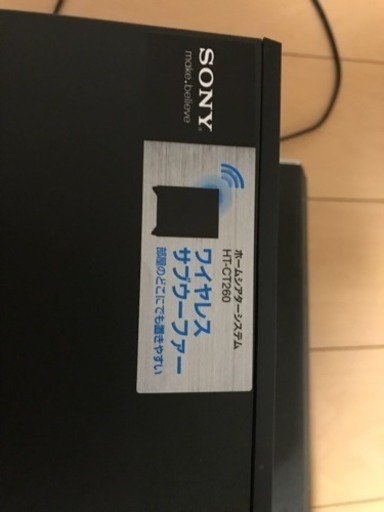 SONY
make.believe
ホームシアターシステム
HT-CT260
ワイヤレス
サブウーファー
部屋のどこにでも置きやすい